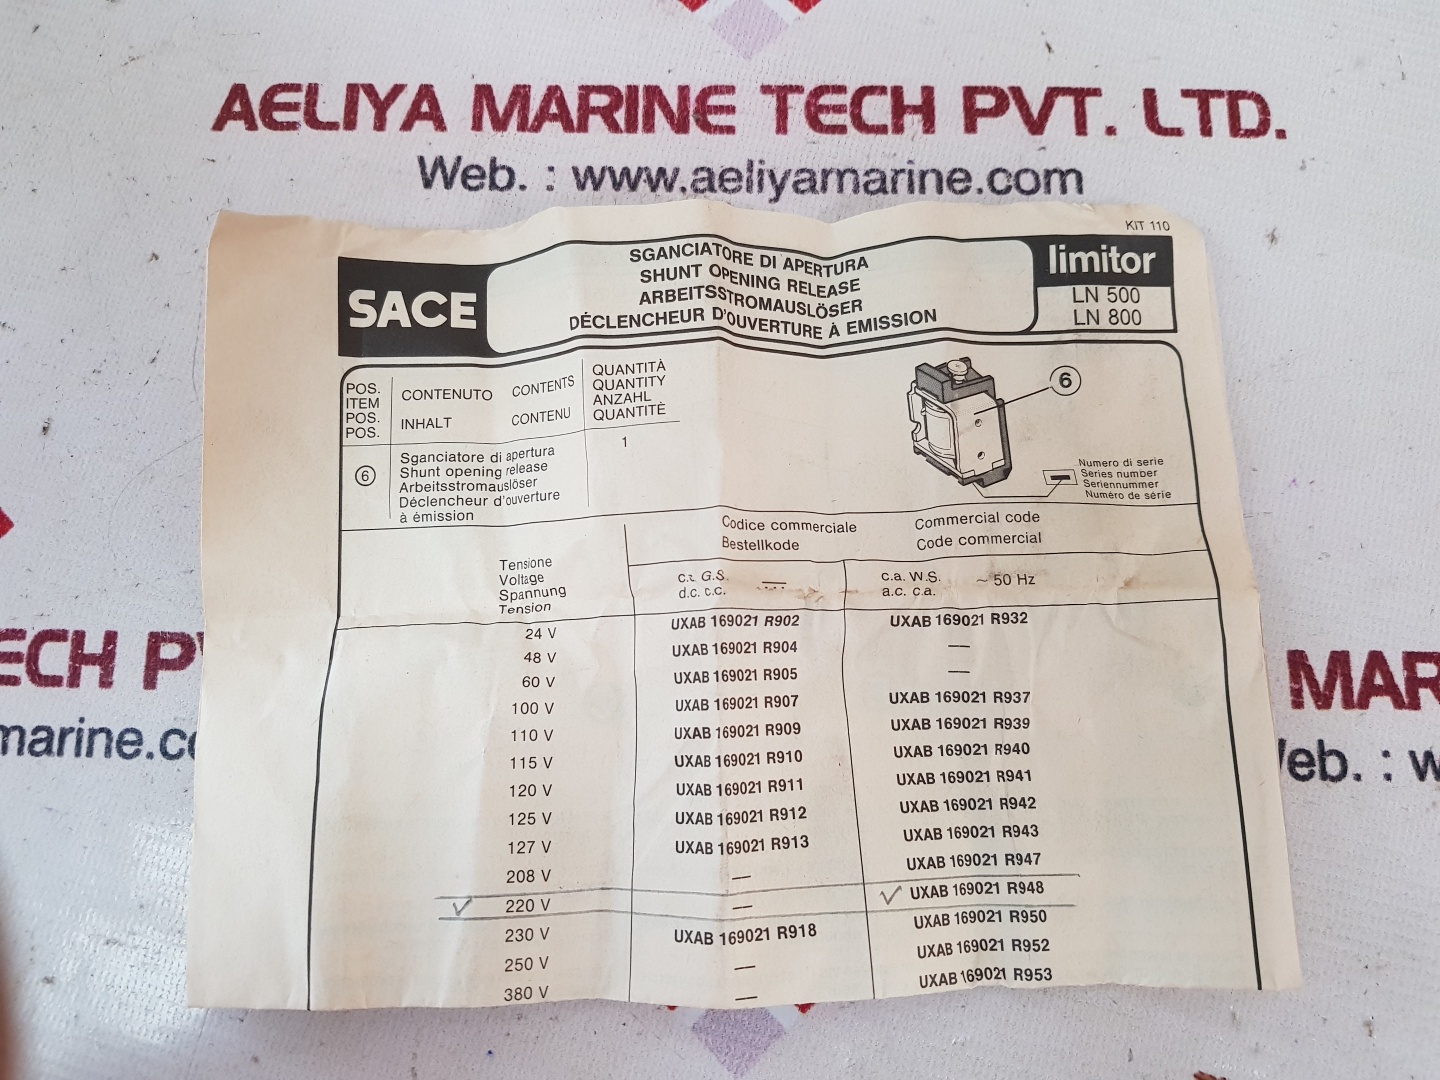 AELIYA MARINE TECH PVT. LTD.
Web. : www.aeliyamarine.com
KIT 110
SACE
SGANCIATORE DI APERTURA
SHUNT OPENING RELEASE
ARBEITSSTROMAUSLÖSER
DÉCLENCHEUR D'OUVERTURE À EMISSION
limitor
LN 500
LN 800
POS. ITEM POS. POS.
CONTENUTO CONTENTS
INHALT CONTENU
QUANTITÀ
QUANTITY
ANZAHL
QUANTITÉ
6
6
Sganciatore di apertura
Shunt opening release
Arbeitsstromauslöser
Déclencheur d'ouverture
à émission
1
Numero di serie
Series number
Seriennummer
Numéro de série
Codice commerciale Commercial code
Bestellkode Code commercial
Tensione
Voltage
Spannung
Tension
c.c. G.S.
d.c. c.c.
c.a. W.S. ~ 50 Hz
a.c. c.a.
24 V UXAB 169021 R902 UXAB 169021 R932
48 V UXAB 169021 R904 —
60 V UXAB 169021 R905 —
100 V UXAB 169021 R907 UXAB 169021 R937
110 V UXAB 169021 R909 UXAB 169021 R939
115 V UXAB 169021 R910 UXAB 169021 R940
120 V UXAB 169021 R911 UXAB 169021 R941
125 V UXAB 169021 R912 UXAB 169021 R942
127 V UXAB 169021 R913 UXAB 169021 R943
208 V — UXAB 169021 R947
✓ 220 V — ✓ UXAB 169021 R948
230 V UXAB 169021 R918 UXAB 169021 R950
250 V — UXAB 169021 R952
380 V — UXAB 169021 R953
ECH PV
marine.co
MAR
Web. : w